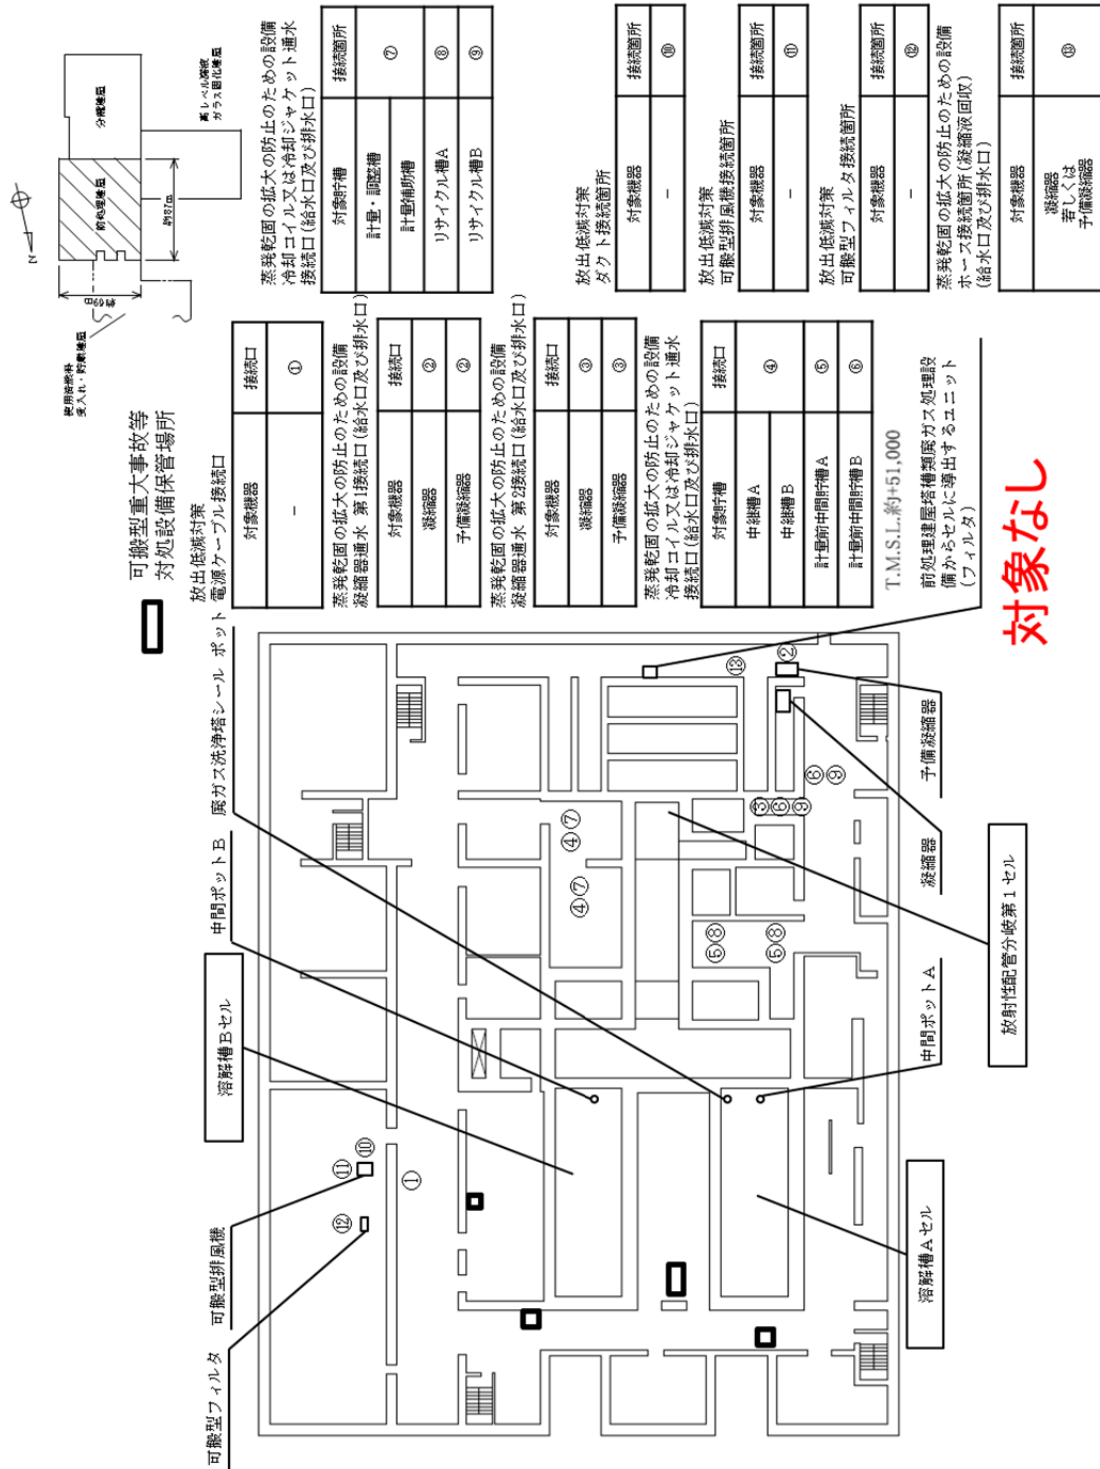 使用済燃料
受入れ・貯蔵建屋
約69m
N
前処理建屋
約87m
分離建屋
高レベル廃液
ガラス固化建屋
可搬型重大事故等
対処設備保管場所
放出低減対策
電源ケーブル接続口
対象機器 接続口
－ ①
蒸発乾固の拡大の防止のための設備
凝縮器通水 第1接続口(給水口及び排水口)
対象機器 接続口
凝縮器 ②
予備凝縮器 ②
蒸発乾固の拡大の防止のための設備
凝縮器通水 第2接続口(給水口及び排水口)
対象機器 接続口
凝縮器 ③
予備凝縮器 ③
蒸発乾固の拡大の防止のための設備
冷却コイル又は冷却ジャケット通水
接続口(給水口及び排水口)
対象貯槽 接続口
中継槽A ④
中継槽B
計量前中間貯槽A ⑤
計量前中間貯槽B ⑥
T.M.S.L.約+51,000
前処理建屋塔槽類廃ガス処理設
備からセルに導出するユニット
(フィルタ)
蒸発乾固の拡大の防止のための設備
冷却コイル又は冷却ジャケット通水
接続口(給水口及び排水口)
対象貯槽 接続箇所
計量・調整槽 ⑦
計量補助槽
リサイクル槽A ⑧
リサイクル槽B ⑨
放出低減対策
ダクト接続箇所
対象機器 接続箇所
－ ⑩
放出低減対策
可搬型排風機接続箇所
対象機器 接続箇所
－ ⑪
放出低減対策
可搬型フィルタ接続箇所
対象機器 接続箇所
－ ⑫
蒸発乾固の拡大の防止のための設備
ホース接続箇所(凝縮液回収)
(給水口及び排水口)
対象機器 接続箇所
凝縮器
若しくは
予備凝縮器
⑬
対象なし
可搬型フィルタ
可搬型排風機
溶解槽Bセル
中間ポットB
廃ガス洗浄塔シール ポット
⑫
⑪
⑩
①
④⑦
④⑦
⑤⑧
⑤⑧
③
⑥
⑨
⑥
⑨
⑬
②
溶解槽Aセル
中間ポットA
放射性配管分岐第1セル
凝縮器
予備凝縮器